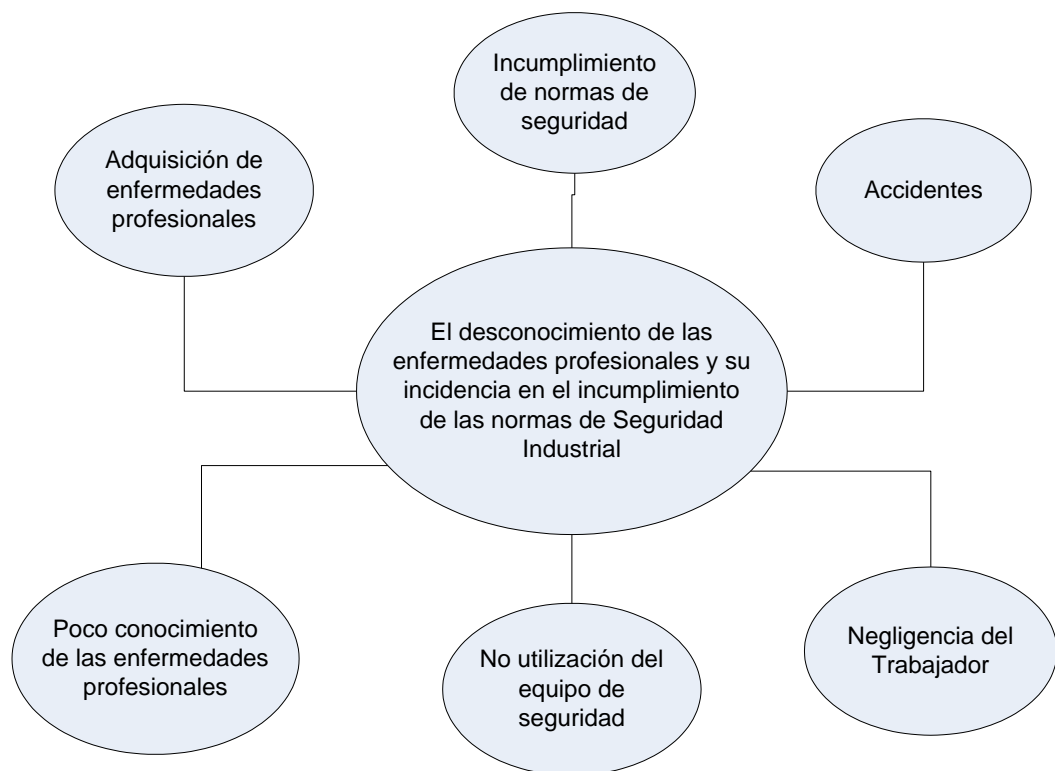 Incumplimiento
de normas de
seguridad
Adquisición de
enfermedades
profesionales
Accidentes
El desconocimiento de las
enfermedades profesionales y su
incidencia en el incumplimiento
de las normas de Seguridad
Industrial
Poco conocimiento
de las enfermedades
profesionales
No utilización del
equipo de
seguridad
Negligencia del
Trabajador